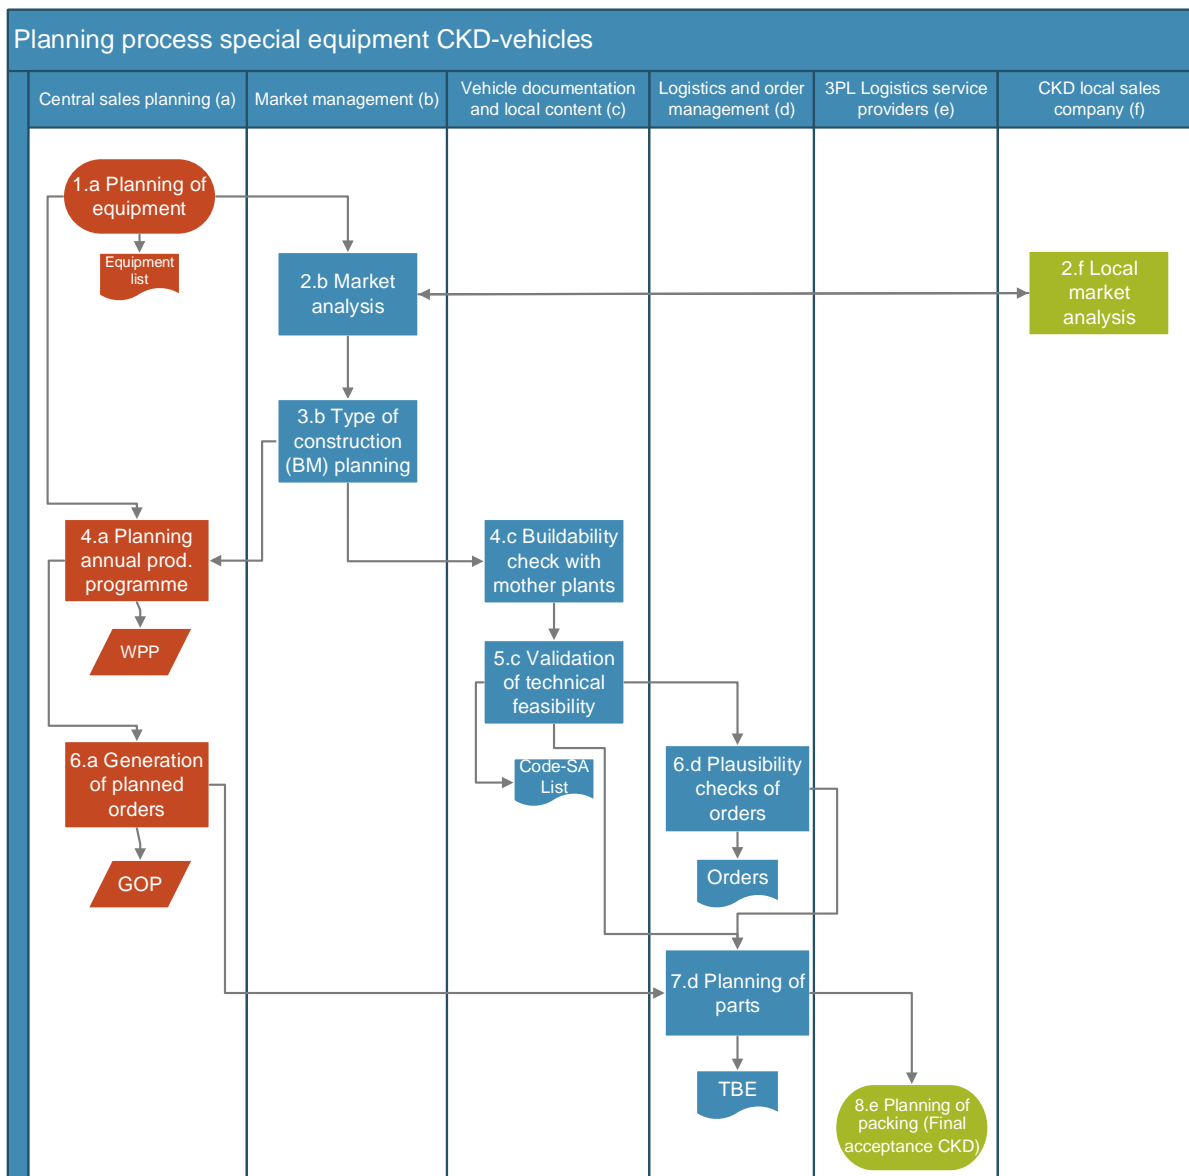 Planning process special equipment CKD-vehicles
Central sales planning (a)
Market management (b)
Vehicle documentation
and local content (c)
Logistics and order
management (d)
3PL Logistics service
providers (e)
CKD local sales
company (f)
1.a Planning of
equipment
Equipment
list
2.b Market
analysis
2.f Local
market
analysis
3.b Type of
construction
(BM) planning
4.a Planning
annual prod.
programme
4.c Buildability
check with
mother plants
WPP
5.c Validation
of technical
feasibility
6.a Generation
of planned
orders
Code-SA
List
6.d Plausibility
checks of
orders
GOP
Orders
7.d Planning of
parts
TBE
8.e Planning of
packing (Final
acceptance CKD)